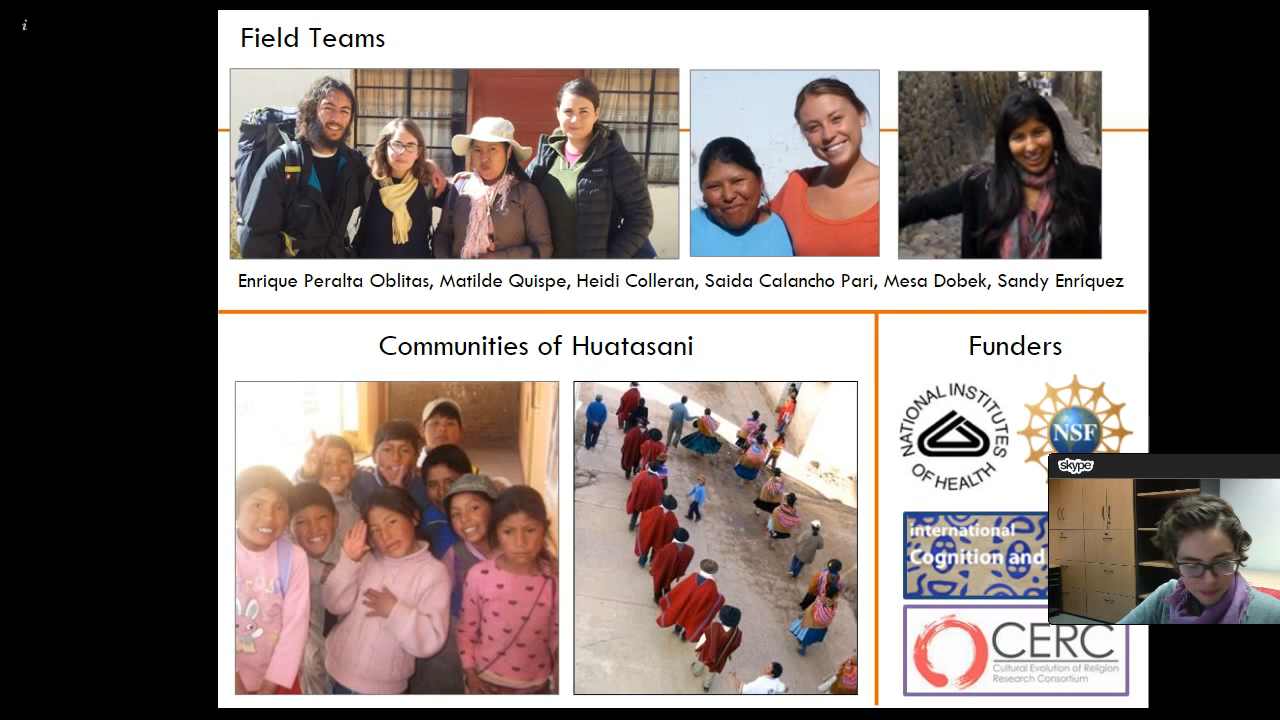 i
Field Teams
Enrique Peralta Oblitas, Matilde Quispe, Heidi Colleran, Saida Calancho Pari, Mesa Dobek, Sandy Enríquez
Communities of Huatasani
Funders
NATIONAL INSTITUTES
OF HEALTH
NSF
skype
international
Cognition and
CERC
Cultural Evolution of Religion
Research Consortium